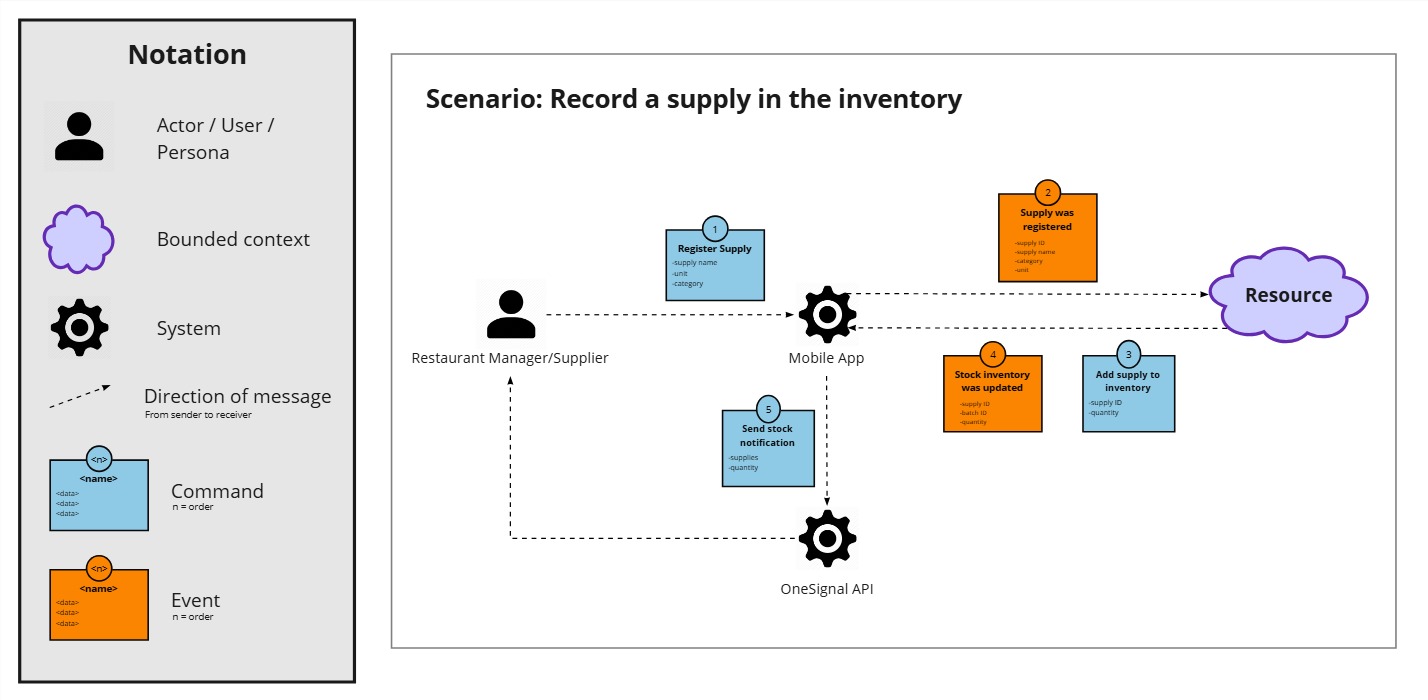 Notation
Actor / User /
Persona
Bounded context
System
Direction of message
From sender to receiver
<n>
<name>
<data>
<data>
<data>
Command
n = order
<n>
<name>
<data>
<data>
<data>
Event
n = order
Scenario: Record a supply in the inventory
1
Register Supply
-supply name
-unit
-category
2
Supply was
registered
-supply ID
-supply name
-category
-unit
Resource
Restaurant Manager/Supplier
Mobile App
4
Stock inventory
was updated
-supply ID
-batch ID
-quantity
3
Add supply to
inventory
-supply ID
-quantity
5
Send stock
notification
-supplies
-quantity
OneSignal API